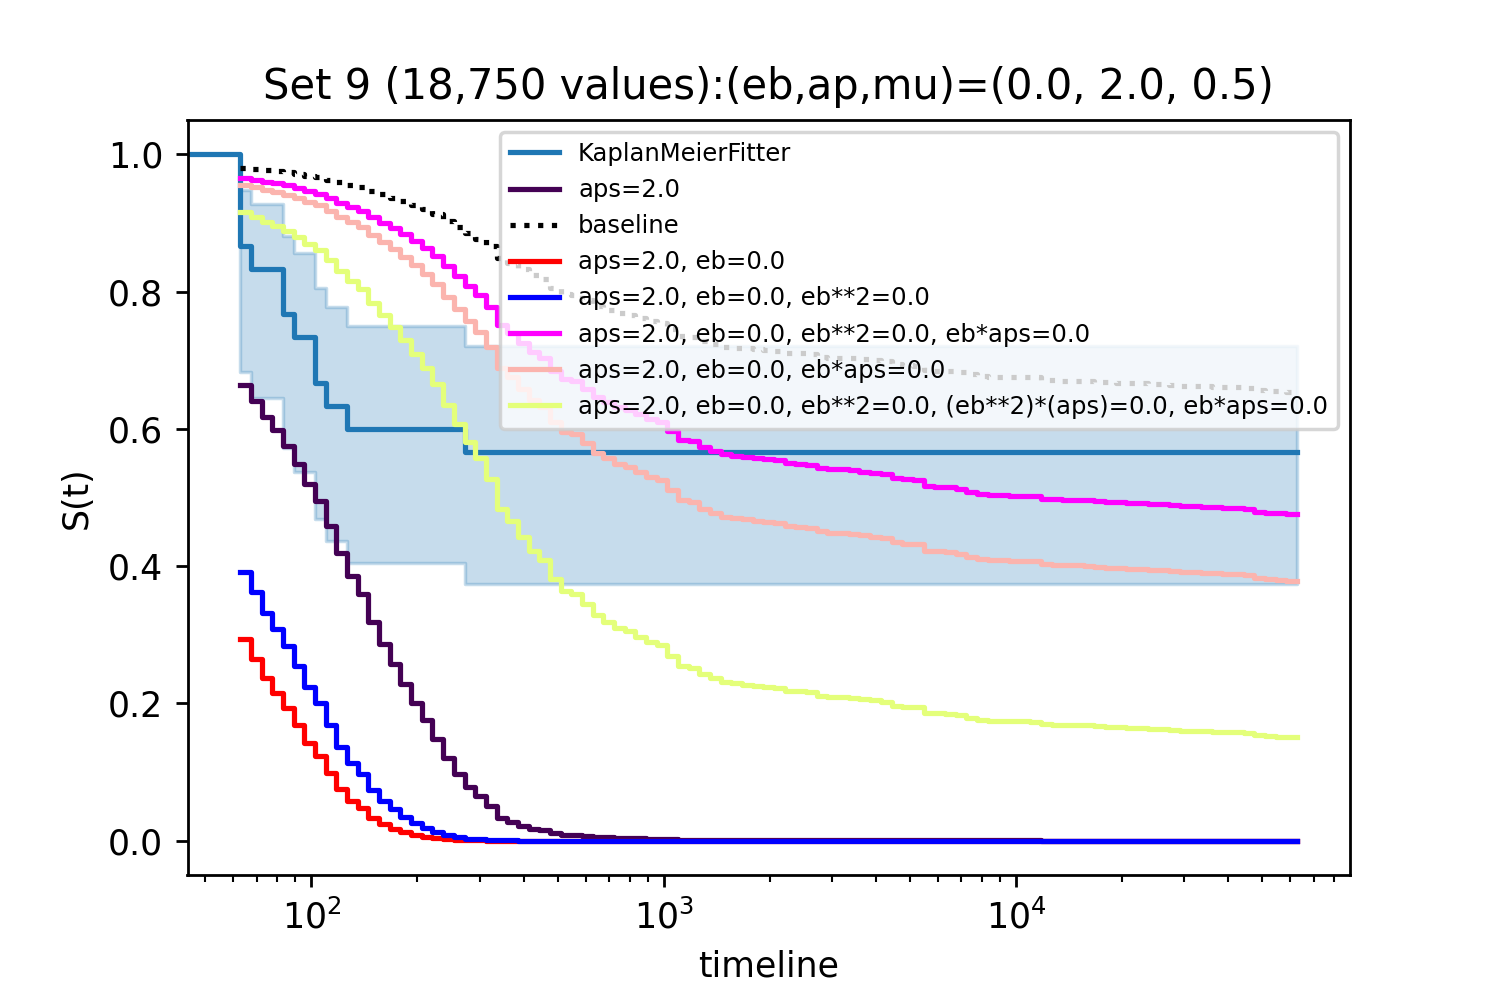 Set 9 (18,750 values):(eb,ap,mu)=(0.0, 2.0, 0.5)
KaplanMeierFitter
aps=2.0
baseline
aps=2.0, eb=0.0
aps=2.0, eb=0.0, eb**2=0.0
aps=2.0, eb=0.0, eb**2=0.0, eb*aps=0.0
aps=2.0, eb=0.0, eb*aps=0.0
aps=2.0, eb=0.0, eb**2=0.0, (eb**2)*(aps)=0.0, eb*aps=0.0
S(t)
1.0
0.8
0.6
0.4
0.2
0.0
10²
10³
10⁴
timeline